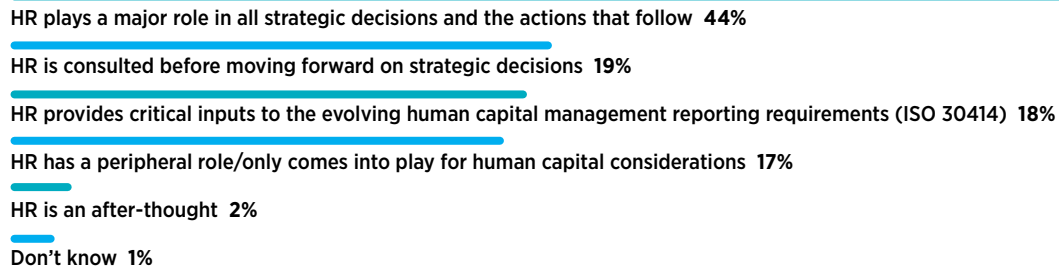 HR plays a major role in all strategic decisions and the actions that follow 44%
HR is consulted before moving forward on strategic decisions 19%
HR provides critical inputs to the evolving human capital management reporting requirements (ISO 30414) 18%
HR has a peripheral role/only comes into play for human capital considerations 17%
HR is an after-thought 2%
Don’t know 1%